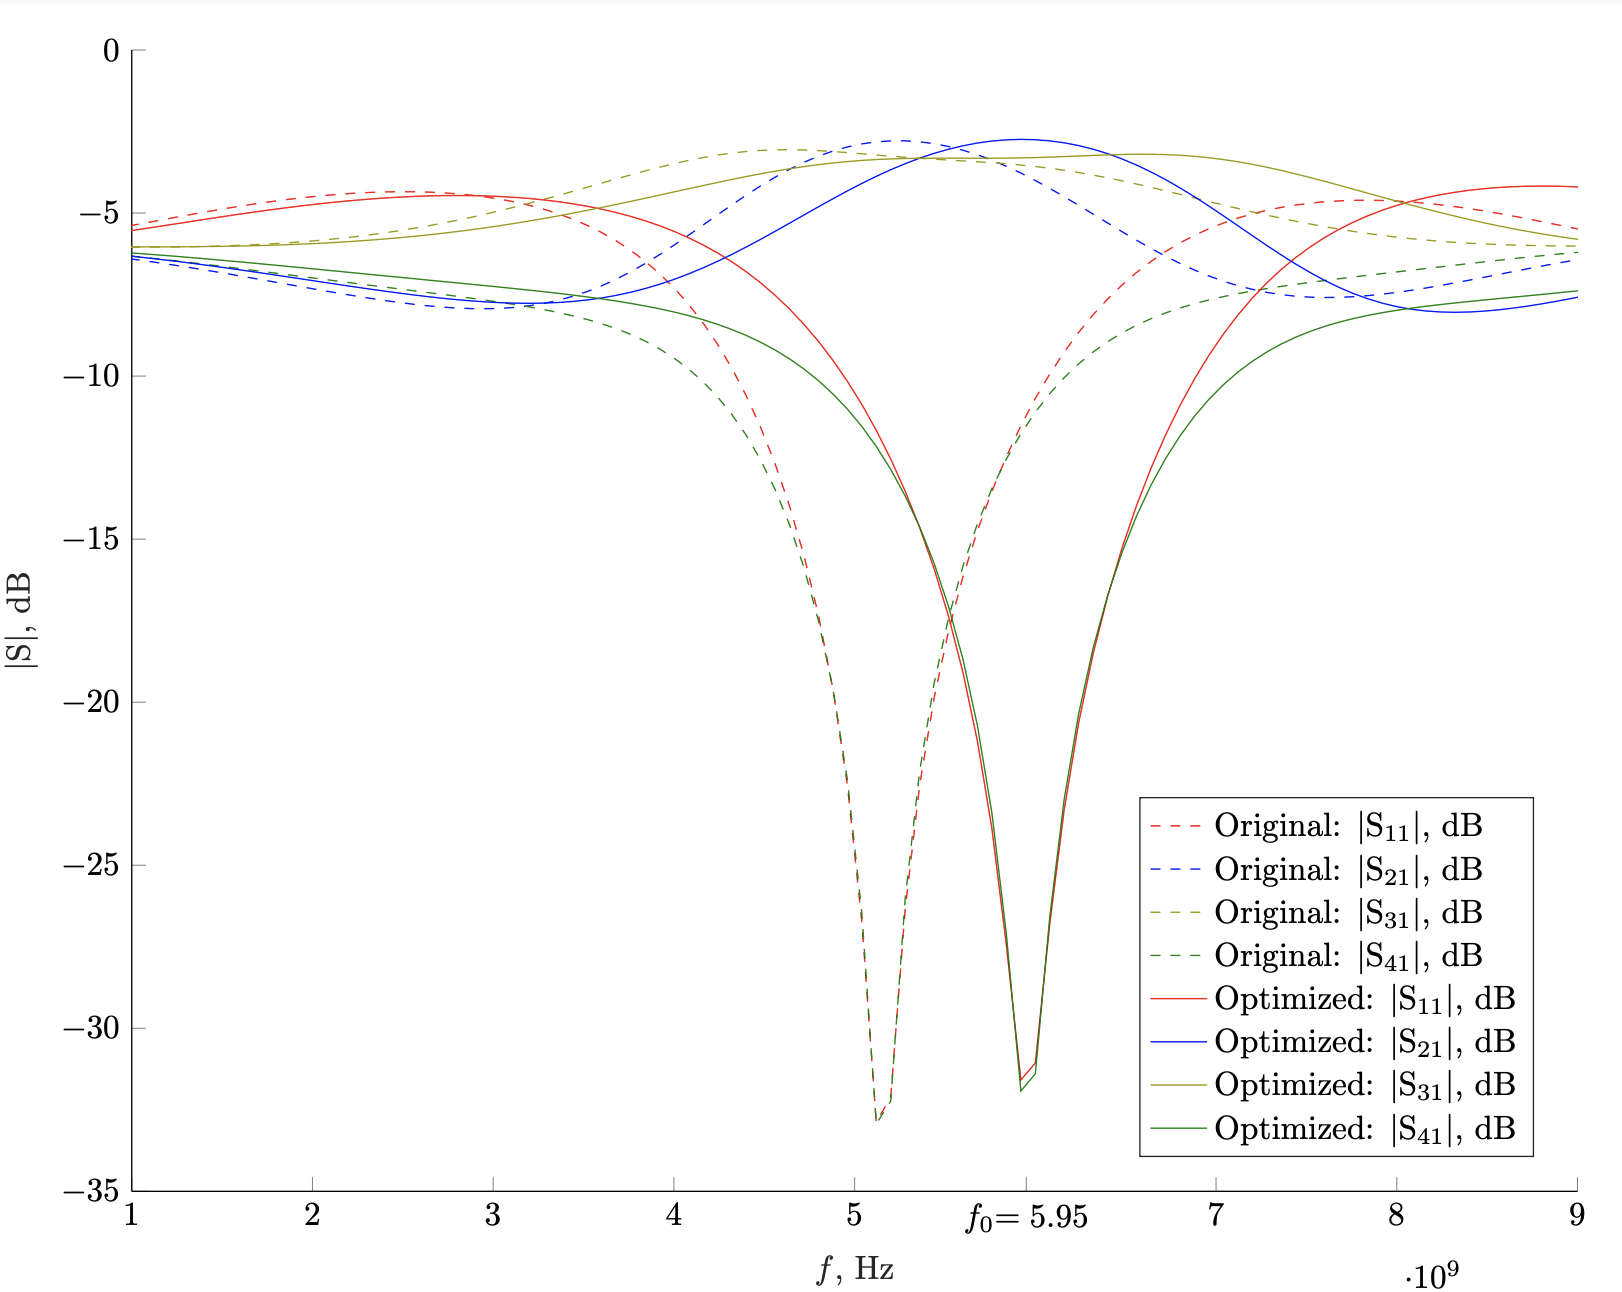 0
−5
−10
−15
−20
−25
−30
−35
|S|, dB
1 2 3 4 5 f₀= 5.95 7 8 9
f, Hz
·10⁹
Original: |S₁₁|, dB
Original: |S₂₁|, dB
Original: |S₃₁|, dB
Original: |S₄₁|, dB
Optimized: |S₁₁|, dB
Optimized: |S₂₁|, dB
Optimized: |S₃₁|, dB
Optimized: |S₄₁|, dB